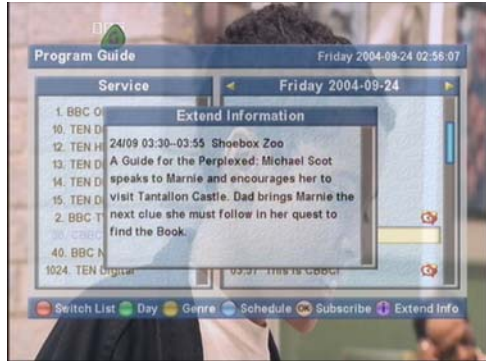 BBC
Program Guide
Friday 2004-09-24 02:56:07
Service
Friday 2004-09-24
1. BBC O
10. TEN D
12. TEN H
13. TEN D
14. TEN D
15. TEN D
2. BBC T
30. CBBC
40. BBC N
1024. TEN Digital
Extend Information
24/09 03:30--03:55 Shoebox Zoo
A Guide for the Perplexed: Michael Scot
speaks to Marnie and encourages her to
visit Tantallon Castle. Dad brings Marnie the
next clue she must follow in her quest to
find the Book.
03:57 This is CBBC!
Switch List Day Genre Schedule OK Subscribe i Extend Info